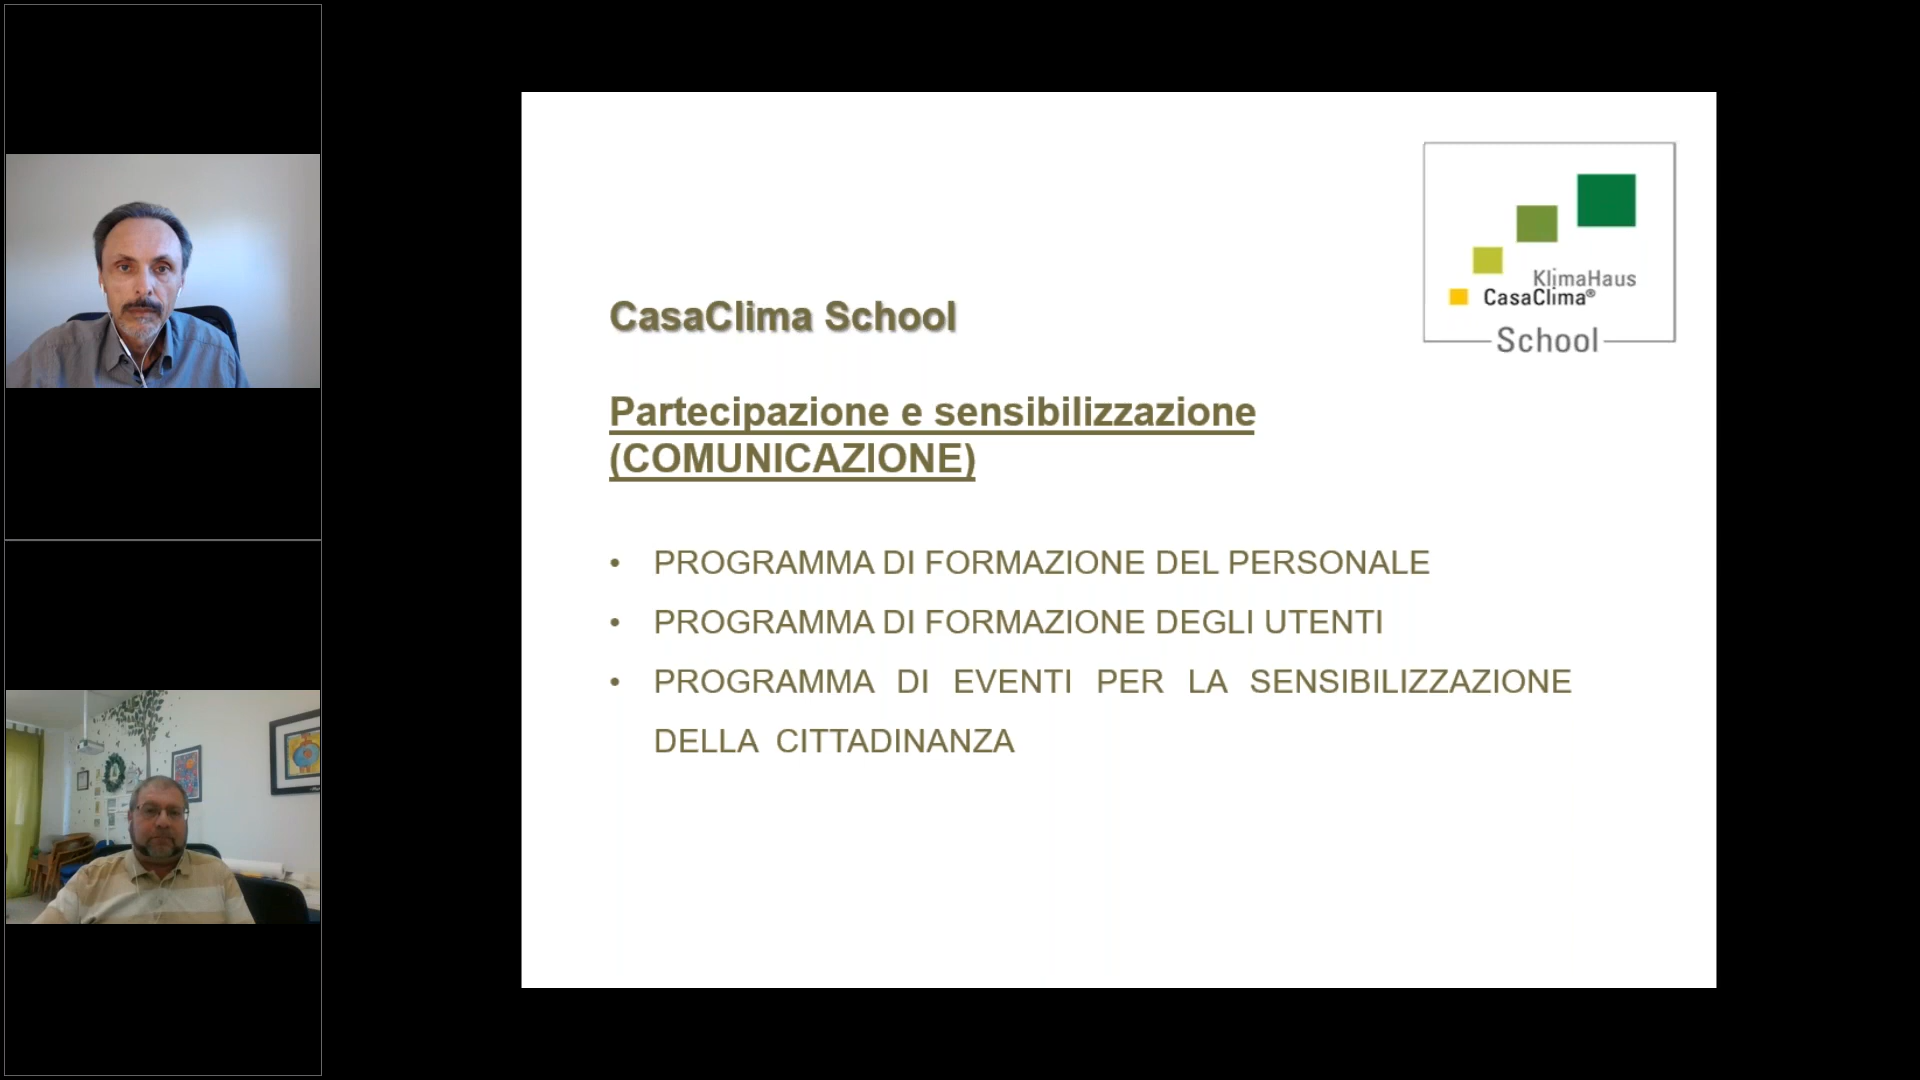 KlimaHaus
CasaClima®
School
CasaClima School
Partecipazione e sensibilizzazione
(COMUNICAZIONE)
• PROGRAMMA DI FORMAZIONE DEL PERSONALE
• PROGRAMMA DI FORMAZIONE DEGLI UTENTI
• PROGRAMMA DI EVENTI PER LA SENSIBILIZZAZIONE
DELLA CITTADINANZA